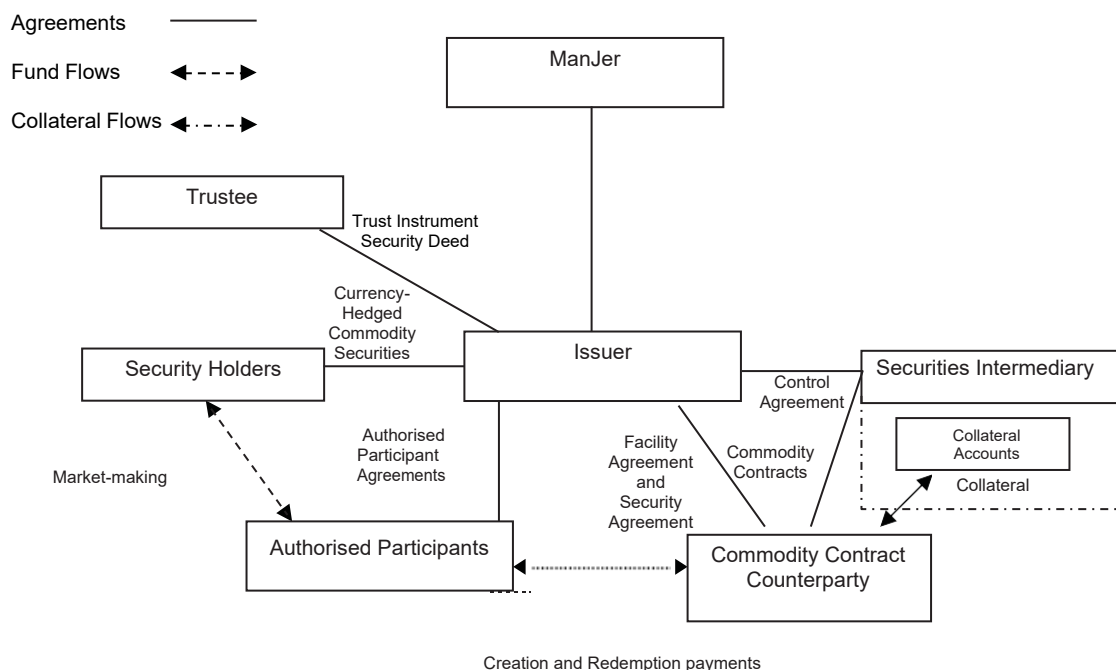 Agreements
Fund Flows
Collateral Flows
ManJer
Trustee
Trust Instrument
Security Deed
Currency-
Hedged
Commodity
Securities
Issuer
Security Holders
Securities Intermediary
Control
Agreement
Collateral
Accounts
Collateral
Authorised
Participant
Agreements
Facility
Agreement
and
Security
Agreement
Commodity
Contracts
Market-making
Authorised Participants
Commodity Contract
Counterparty
Creation and Redemption payments